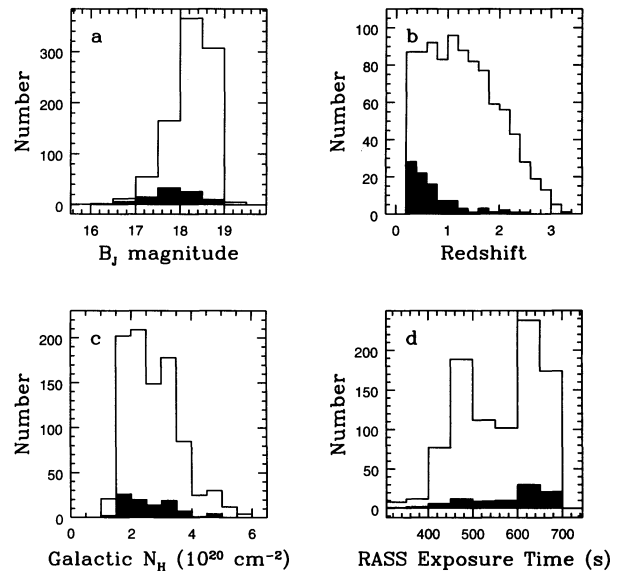 a
Number
300
200
100
0
16 17 18 19
B_J magnitude
b
Number
100
80
60
40
20
0
0 1 2 3
Redshift
c
Number
200
150
100
50
0
0 2 4 6
Galactic N_H (10^20 cm^-2)
d
Number
250
200
150
100
50
0
400 500 600 700
RASS Exposure Time (s)